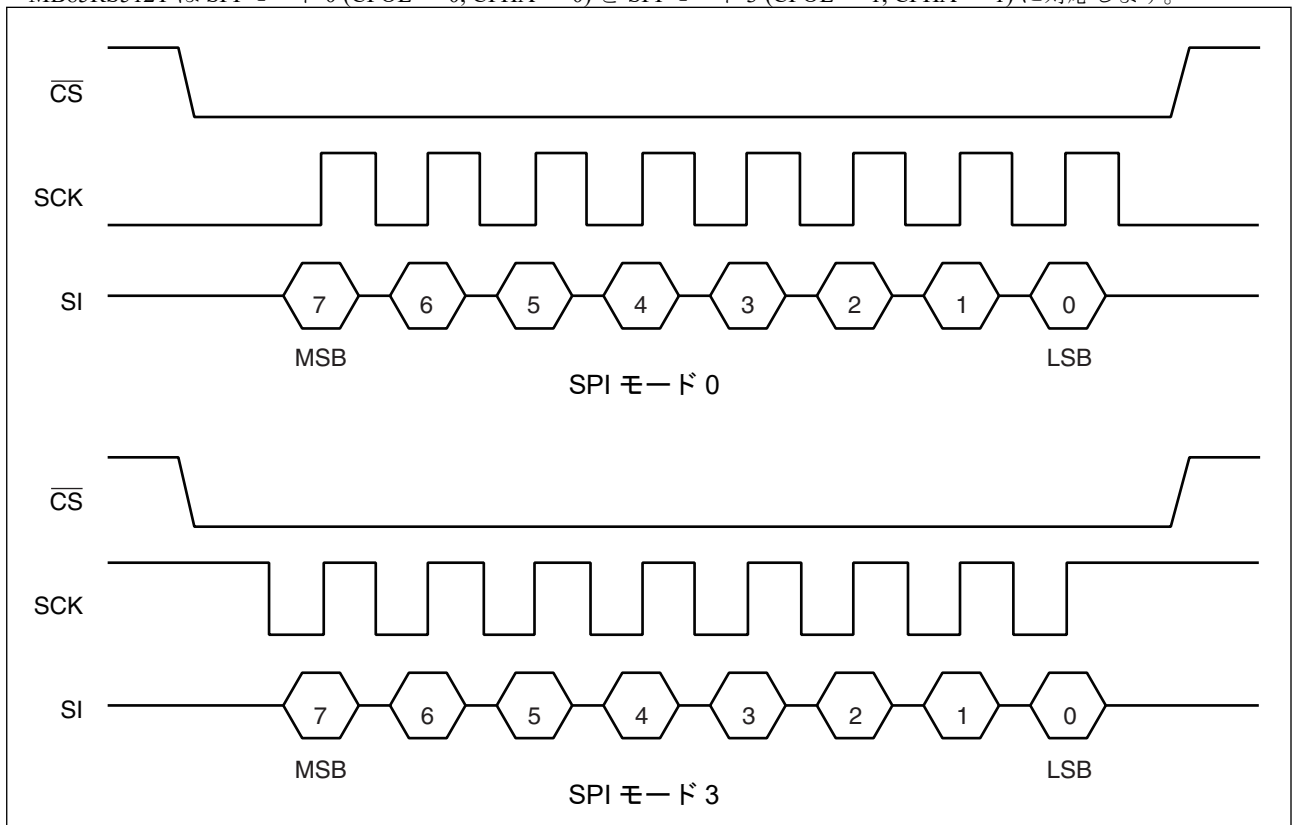 CS
SCK
SI
7 6 5 4 3 2 1 0
MSB LSB
SPI モード 0
CS
SCK
SI
7 6 5 4 3 2 1 0
MSB LSB
SPI モード 3